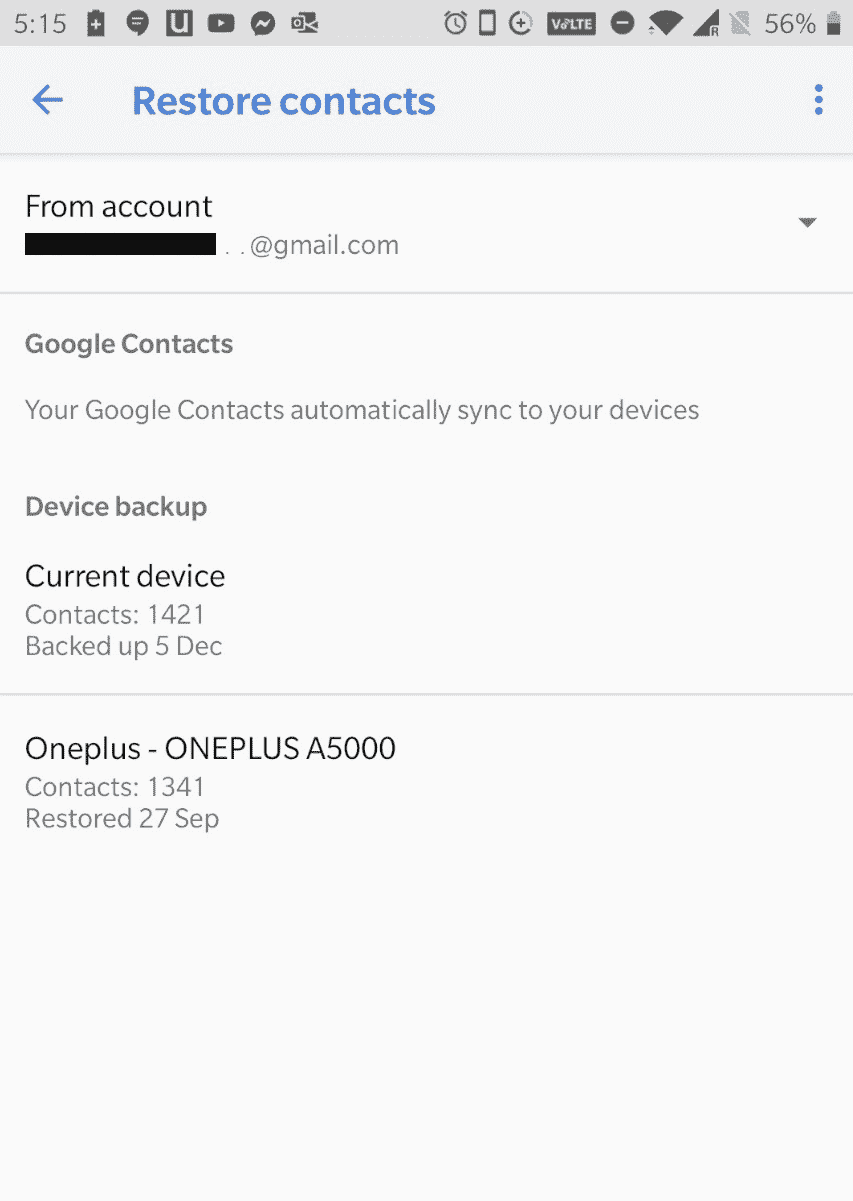 5:15 U VoLTE R 56%
Restore contacts
From account
. .@gmail.com
Google Contacts
Your Google Contacts automatically sync to your devices
Device backup
Current device
Contacts: 1421
Backed up 5 Dec
Oneplus - ONEPLUS A5000
Contacts: 1341
Restored 27 Sep